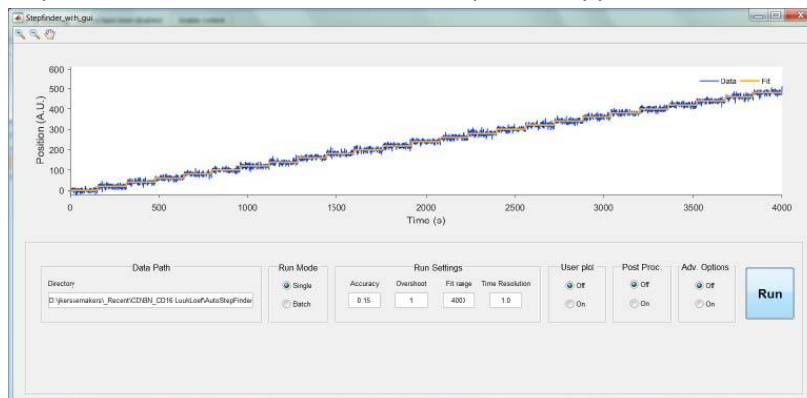 Stepfinder_wrh_gui
600
500
400
300
200
100
0
Position (A.U.)
Data Fit
0 500 1000 1500 2000 2500 3000 3500 4000
Time (s)
Data Path Run Mode Run Settings User plot Post Proc. Adv. Options
Directory Single Accuracy Overshoot Fit range Time Resolution Off Off Off
0.15 1 4000 1.0
Batch On On On
Run